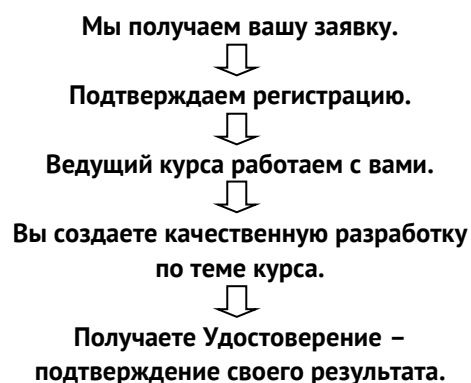 Мы получаем вашу заявку.
Подтверждаем регистрацию.
Ведущий курса работаем с вами.
Вы создаете качественную разработку
по теме курса.
Получаете Удостоверение –
подтверждение своего результата.